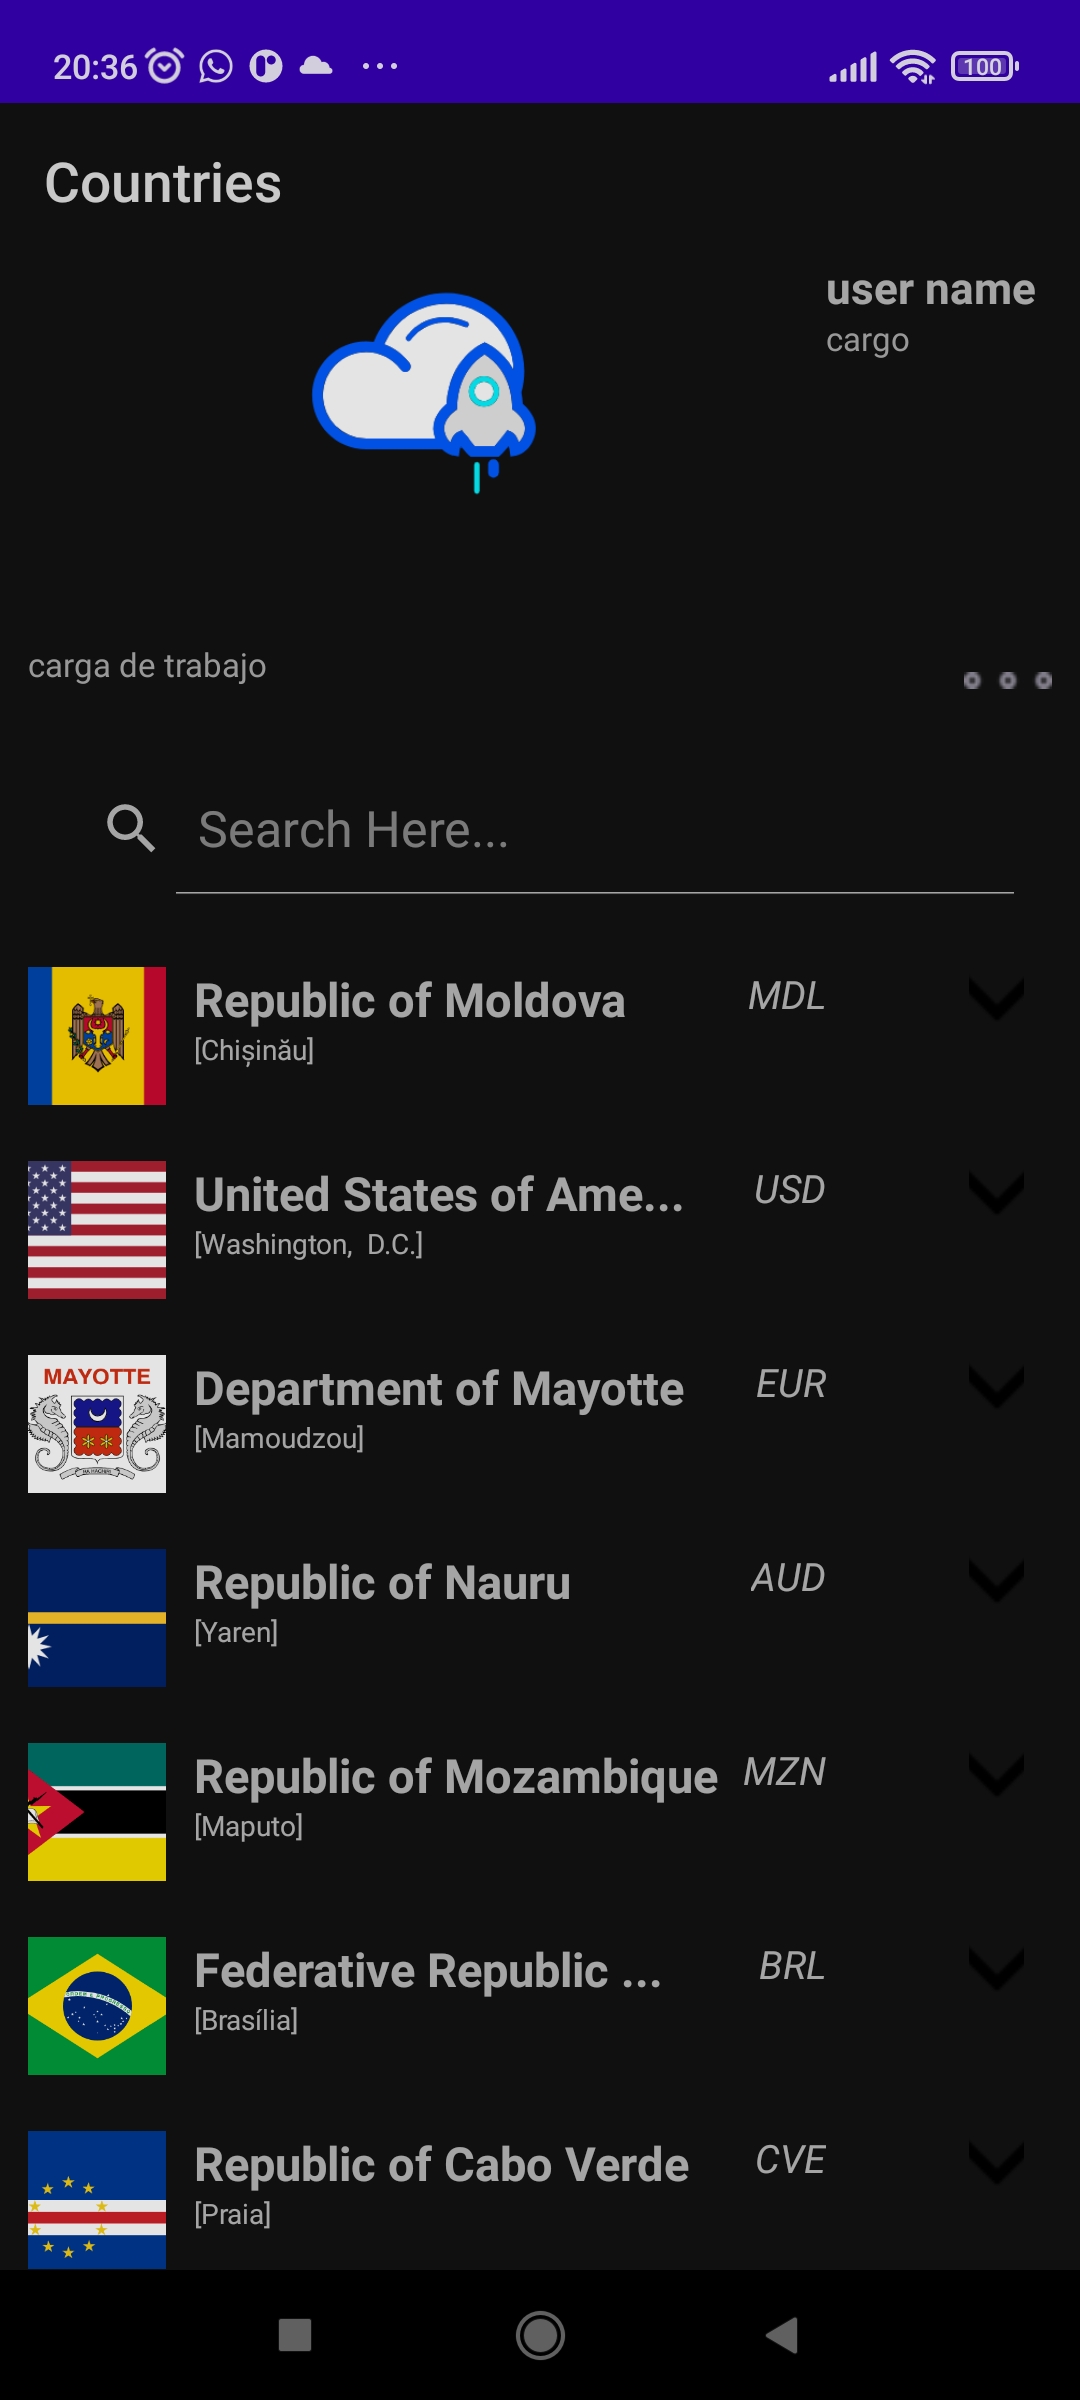 20:36
100
Countries
user name
cargo
carga de trabajo
Search Here...
Republic of Moldova
MDL
[Chișinău]
United States of Ame...
USD
[Washington, D.C.]
MAYOTTE
Department of Mayotte
EUR
[Mamoudzou]
Republic of Nauru
AUD
[Yaren]
Republic of Mozambique
MZN
[Maputo]
Federative Republic ...
BRL
[Brasília]
Republic of Cabo Verde
CVE
[Praia]